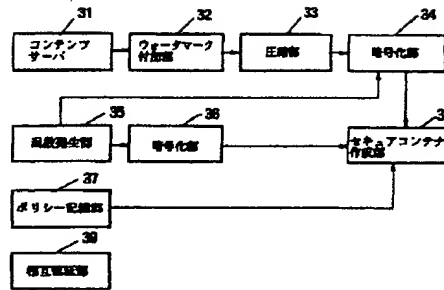 31
コンテンツ
サーバ
32
ウォータマーク
付加部
33
圧縮部
34
暗号化部
35
乱数発生部
36
暗号化部
3
セキュアコンテナ
作成部
37
ポリシー記憶部
39
相互認証部